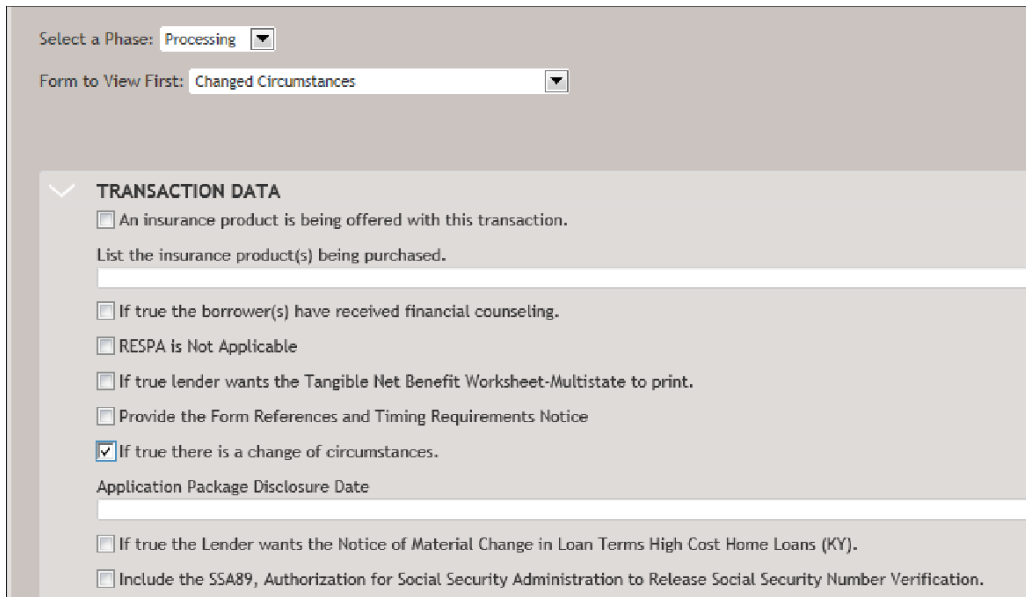 Select a Phase: Processing
Form to View First: Changed Circumstances
TRANSACTION DATA
An insurance product is being offered with this transaction.
List the insurance product(s) being purchased.
If true the borrower(s) have received financial counseling.
RESPA is Not Applicable
If true lender wants the Tangible Net Benefit Worksheet-Multistate to print.
Provide the Form References and Timing Requirements Notice
If true there is a change of circumstances.
Application Package Disclosure Date
If true the Lender wants the Notice of Material Change in Loan Terms High Cost Home Loans (KY).
Include the SSA89, Authorization for Social Security Administration to Release Social Security Number Verification.